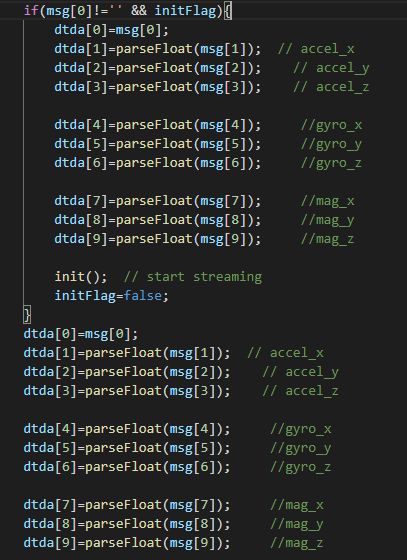 if(msg[0]!='' && initFlag){
dtda[0]=msg[0];
dtda[1]=parseFloat(msg[1]);  // accel_x
dtda[2]=parseFloat(msg[2]);    // accel_y
dtda[3]=parseFloat(msg[3]);    // accel_z
dtda[4]=parseFloat(msg[4]);     //gyro_x
dtda[5]=parseFloat(msg[5]);     //gyro_y
dtda[6]=parseFloat(msg[6]);     //gyro_z
dtda[7]=parseFloat(msg[7]);     //mag_x
dtda[8]=parseFloat(msg[8]);     //mag_y
dtda[9]=parseFloat(msg[9]);     //mag_z
init();  // start streaming
initFlag=false;
}
dtda[0]=msg[0];
dtda[1]=parseFloat(msg[1]);  // accel_x
dtda[2]=parseFloat(msg[2]);    // accel_y
dtda[3]=parseFloat(msg[3]);    // accel_z
dtda[4]=parseFloat(msg[4]);     //gyro_x
dtda[5]=parseFloat(msg[5]);     //gyro_y
dtda[6]=parseFloat(msg[6]);     //gyro_z
dtda[7]=parseFloat(msg[7]);     //mag_x
dtda[8]=parseFloat(msg[8]);     //mag_y
dtda[9]=parseFloat(msg[9]);     //mag_z